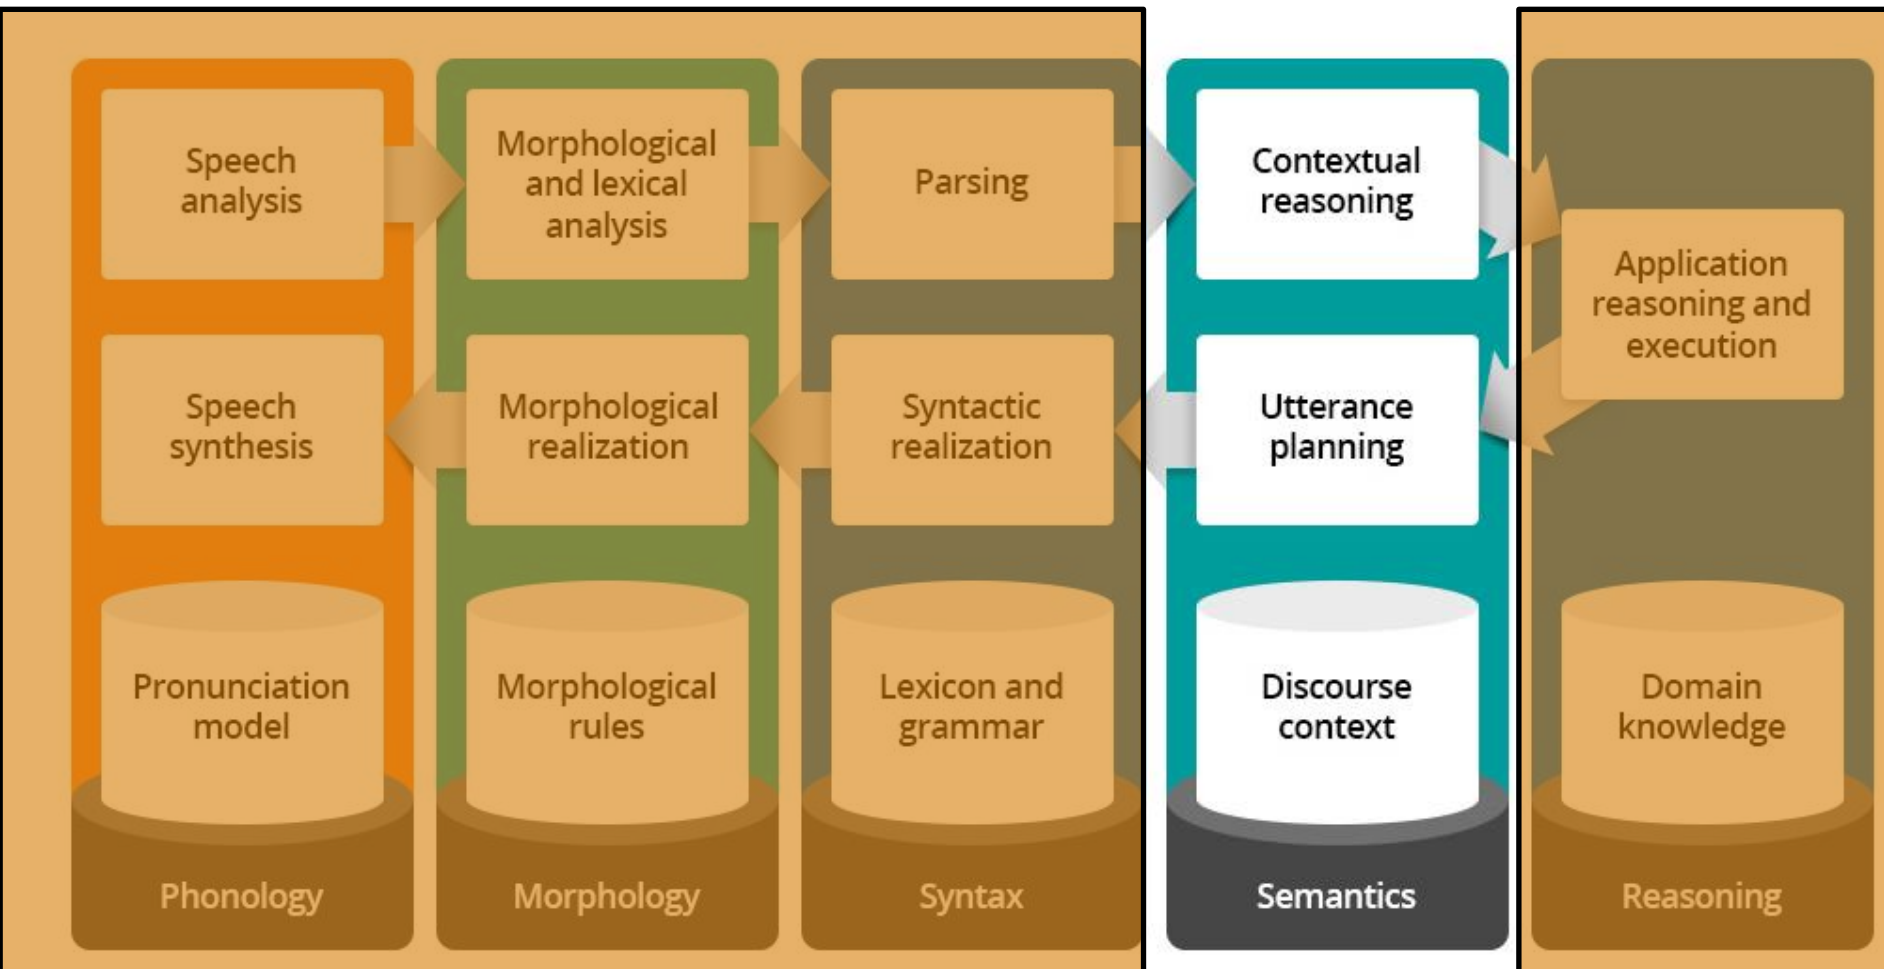 Speech
analysis
Morphological
and lexical
analysis
Parsing
Contextual
reasoning
Application
reasoning and
execution
Speech
synthesis
Morphological
realization
Syntactic
realization
Utterance
planning
Pronunciation
model
Morphological
rules
Lexicon and
grammar
Discourse
context
Domain
knowledge
Phonology
Morphology
Syntax
Semantics
Reasoning